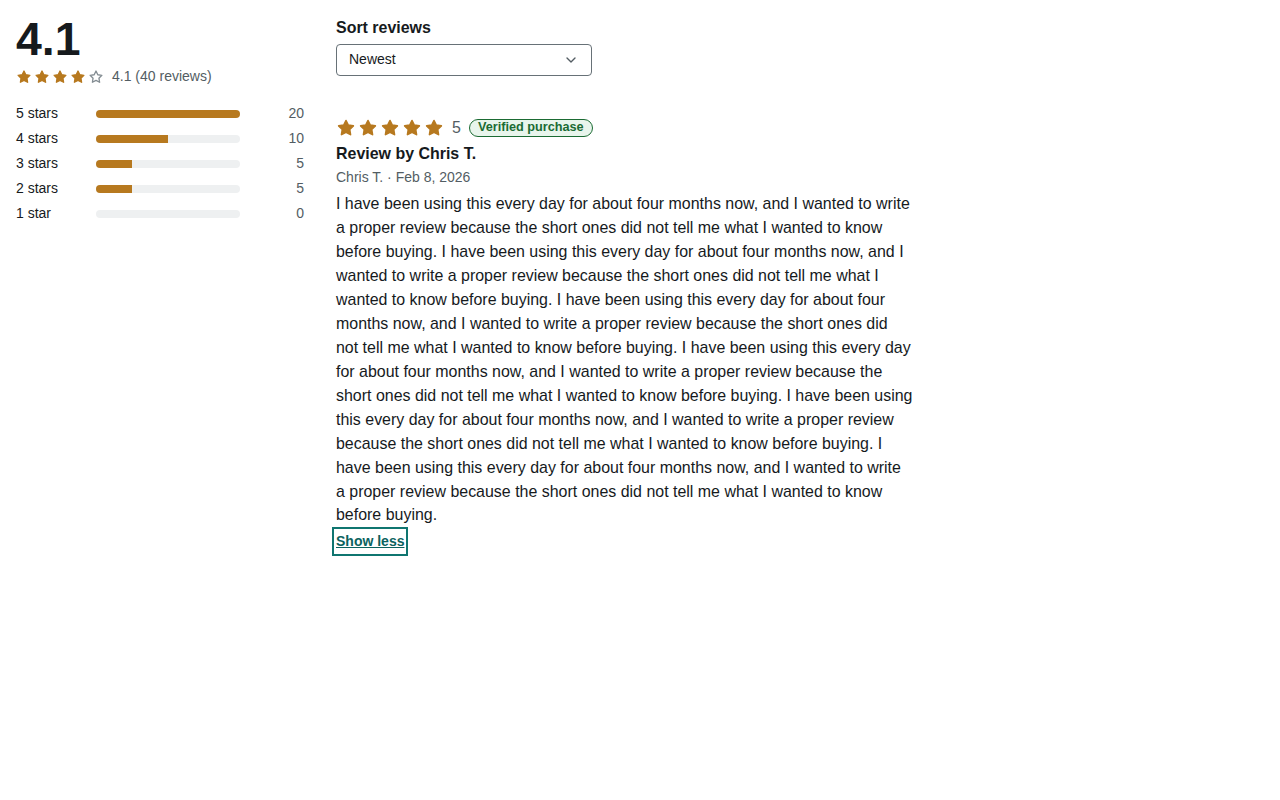 4.1
4.1 (40 reviews)
5 stars 20
4 stars 10
3 stars 5
2 stars 5
1 star 0
Sort reviews
Newest
5 Verified purchase
Review by Chris T.
Chris T. · Feb 8, 2026
I have been using this every day for about four months now, and I wanted to write
a proper review because the short ones did not tell me what I wanted to know
before buying. I have been using this every day for about four months now, and I
wanted to write a proper review because the short ones did not tell me what I
wanted to know before buying. I have been using this every day for about four
months now, and I wanted to write a proper review because the short ones did
not tell me what I wanted to know before buying. I have been using this every day
for about four months now, and I wanted to write a proper review because the
short ones did not tell me what I wanted to know before buying. I have been using
this every day for about four months now, and I wanted to write a proper review
because the short ones did not tell me what I wanted to know before buying. I
have been using this every day for about four months now, and I wanted to write
a proper review because the short ones did not tell me what I wanted to know
before buying.
Show less